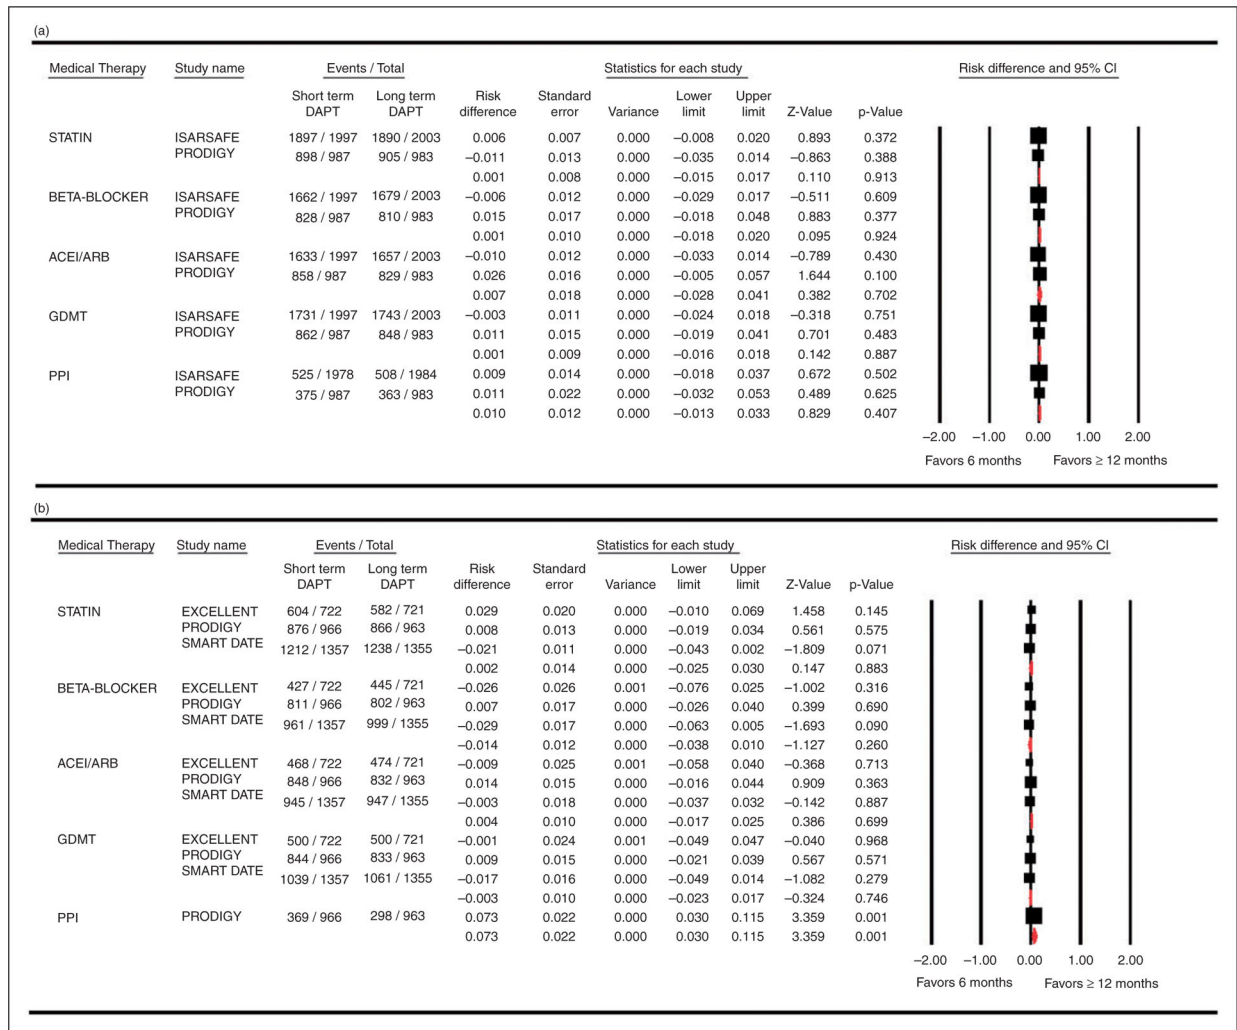 (a)
Medical Therapy Study name Events / Total Statistics for each study Risk difference and 95% CI
Short term Long term Risk Standard Lower Upper
DAPT DAPT difference error Variance limit limit Z-Value p-Value
STATIN ISARSAFE 1897 / 1997 1890 / 2003 0.006 0.007 0.000 −0.008 0.020 0.893 0.372
PRODIGY 898 / 987 905 / 983 −0.011 0.013 0.000 −0.035 0.014 −0.863 0.388
0.001 0.008 0.000 −0.015 0.017 0.110 0.913
BETA-BLOCKER ISARSAFE 1662 / 1997 1679 / 2003 −0.006 0.012 0.000 −0.029 0.017 −0.511 0.609
PRODIGY 828 / 987 810 / 983 0.015 0.017 0.000 −0.018 0.048 0.883 0.377
0.001 0.010 0.000 −0.018 0.020 0.095 0.924
ACEI/ARB ISARSAFE 1633 / 1997 1657 / 2003 −0.010 0.012 0.000 −0.033 0.014 −0.789 0.430
PRODIGY 858 / 987 829 / 983 0.026 0.016 0.000 −0.005 0.057 1.644 0.100
0.007 0.018 0.000 −0.028 0.041 0.382 0.702
GDMT ISARSAFE 1731 / 1997 1743 / 2003 −0.003 0.011 0.000 −0.024 0.018 −0.318 0.751
PRODIGY 862 / 987 848 / 983 0.011 0.015 0.000 −0.019 0.041 0.701 0.483
0.001 0.009 0.000 −0.016 0.018 0.142 0.887
PPI ISARSAFE 525 / 1978 508 / 1984 0.009 0.014 0.000 −0.018 0.037 0.672 0.502
PRODIGY 375 / 987 363 / 983 0.011 0.022 0.000 −0.032 0.053 0.489 0.625
0.010 0.012 0.000 −0.013 0.033 0.829 0.407
−2.00 −1.00 0.00 1.00 2.00
Favors 6 months Favors ≥ 12 months
(b)
Medical Therapy Study name Events / Total Statistics for each study Risk difference and 95% CI
Short term Long term Risk Standard Lower Upper
DAPT DAPT difference error Variance limit limit Z-Value p-Value
STATIN EXCELLENT 604 / 722 582 / 721 0.029 0.020 0.000 −0.010 0.069 1.458 0.145
PRODIGY 876 / 966 866 / 963 0.008 0.013 0.000 −0.019 0.034 0.561 0.575
SMART DATE 1212 / 1357 1238 / 1355 −0.021 0.011 0.000 −0.043 0.002 −1.809 0.071
0.002 0.014 0.000 −0.025 0.030 0.147 0.883
BETA-BLOCKER EXCELLENT 427 / 722 445 / 721 −0.026 0.026 0.001 −0.076 0.025 −1.002 0.316
PRODIGY 811 / 966 802 / 963 0.007 0.017 0.000 −0.026 0.040 0.399 0.690
SMART DATE 961 / 1357 999 / 1355 −0.029 0.017 0.000 −0.063 0.005 −1.693 0.090
−0.014 0.012 0.000 −0.038 0.010 −1.127 0.260
ACEI/ARB EXCELLENT 468 / 722 474 / 721 −0.009 0.025 0.001 −0.058 0.040 −0.368 0.713
PRODIGY 848 / 966 832 / 963 0.014 0.015 0.000 −0.016 0.044 0.909 0.363
SMART DATE 945 / 1357 947 / 1355 −0.003 0.018 0.000 −0.037 0.032 −0.142 0.887
0.004 0.010 0.000 −0.017 0.025 0.386 0.699
GDMT EXCELLENT 500 / 722 500 / 721 −0.001 0.024 0.001 −0.049 0.047 −0.040 0.968
PRODIGY 844 / 966 833 / 963 0.009 0.015 0.000 −0.021 0.039 0.567 0.571
SMART DATE 1039 / 1357 1061 / 1355 −0.017 0.016 0.000 −0.049 0.014 −1.082 0.279
−0.003 0.010 0.000 −0.023 0.017 −0.324 0.746
PPI PRODIGY 369 / 966 298 / 963 0.073 0.022 0.000 0.030 0.115 3.359 0.001
0.073 0.022 0.000 0.030 0.115 3.359 0.001
−2.00 −1.00 0.00 1.00 2.00
Favors 6 months Favors ≥ 12 months